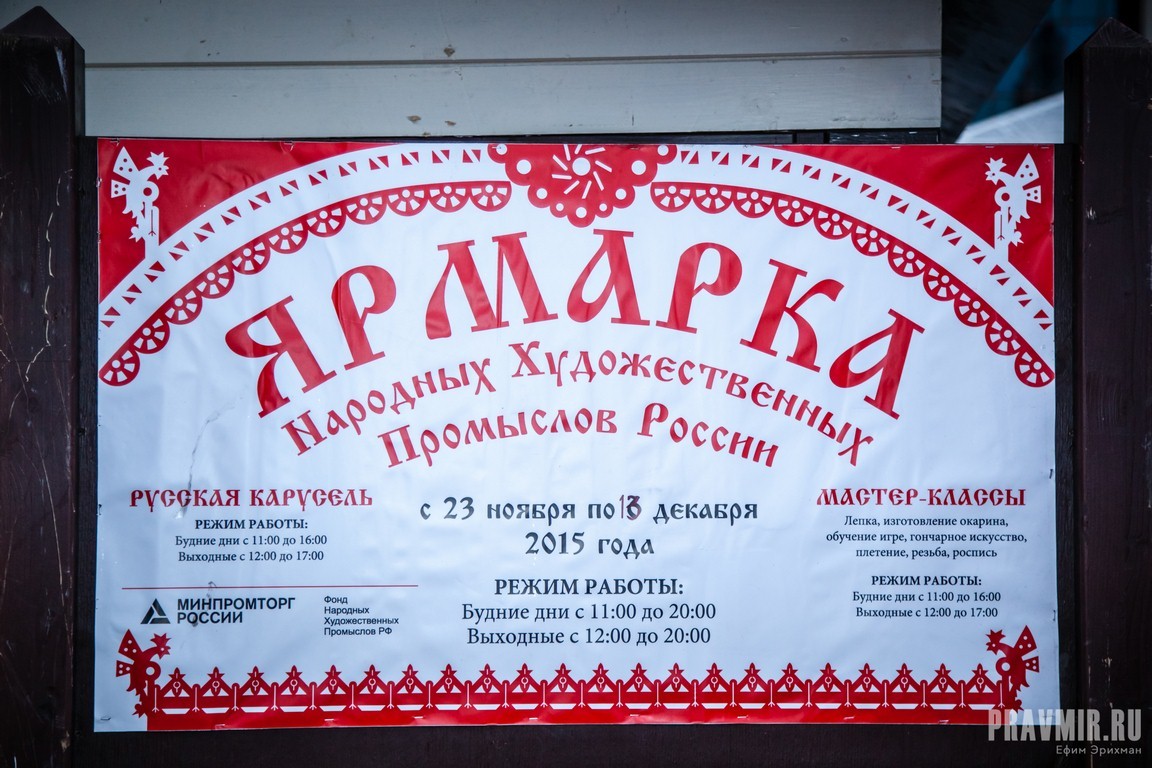 ЯРМАРКА
Народных Художественных
Промыслов России
РУССКАЯ КАРУСЕЛЬ
РЕЖИМ РАБОТЫ:
Будние дни с 11:00 до 16:00
Выходные с 12:00 до 17:00
МИНПРОМТОРГ
РОССИИ
Фонд
Народных
Художественных
Промыслов РФ
с 23 ноября по 13 декабря
2015 года
РЕЖИМ РАБОТЫ:
Будние дни с 11:00 до 20:00
Выходные с 12:00 до 20:00
МАСТЕР-КЛАССЫ
Лепка, изготовление окарина,
обучение игре, гончарное искусство,
плетение, резьба, роспись
РЕЖИМ РАБОТЫ:
Будние дни с 11:00 до 16:00
Выходные с 12:00 до 17:00
PRAVMIR.RU
Ефим Эрихман